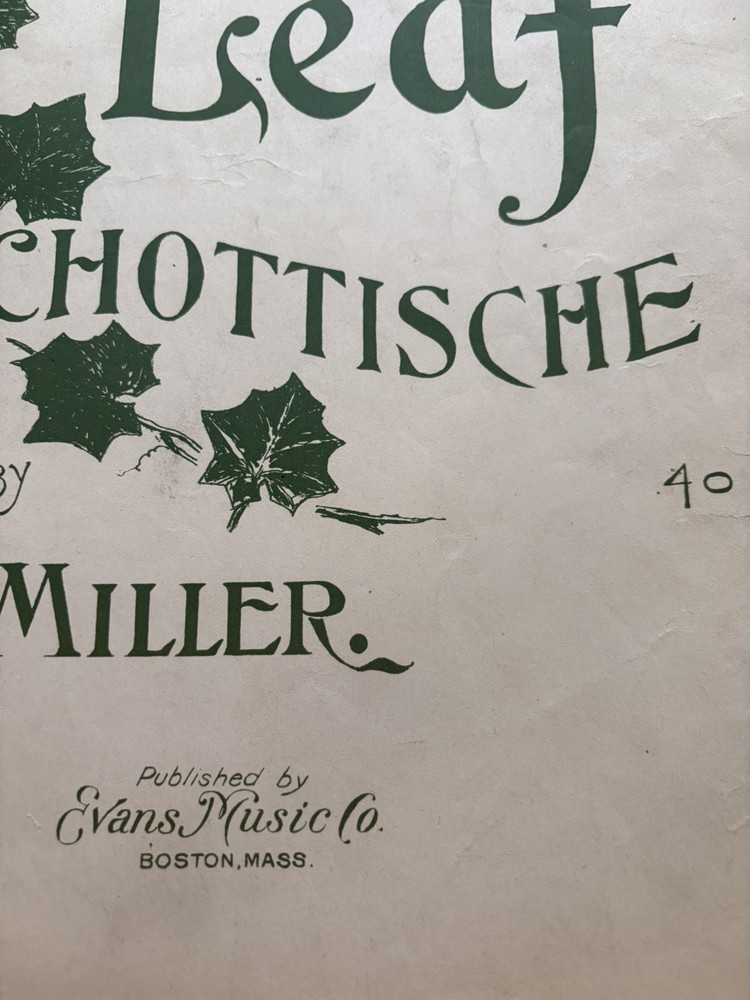 Leaf
CHOTTISCHE
By
40
MILLER.
Published by
Evans Music Co.
BOSTON, MASS.